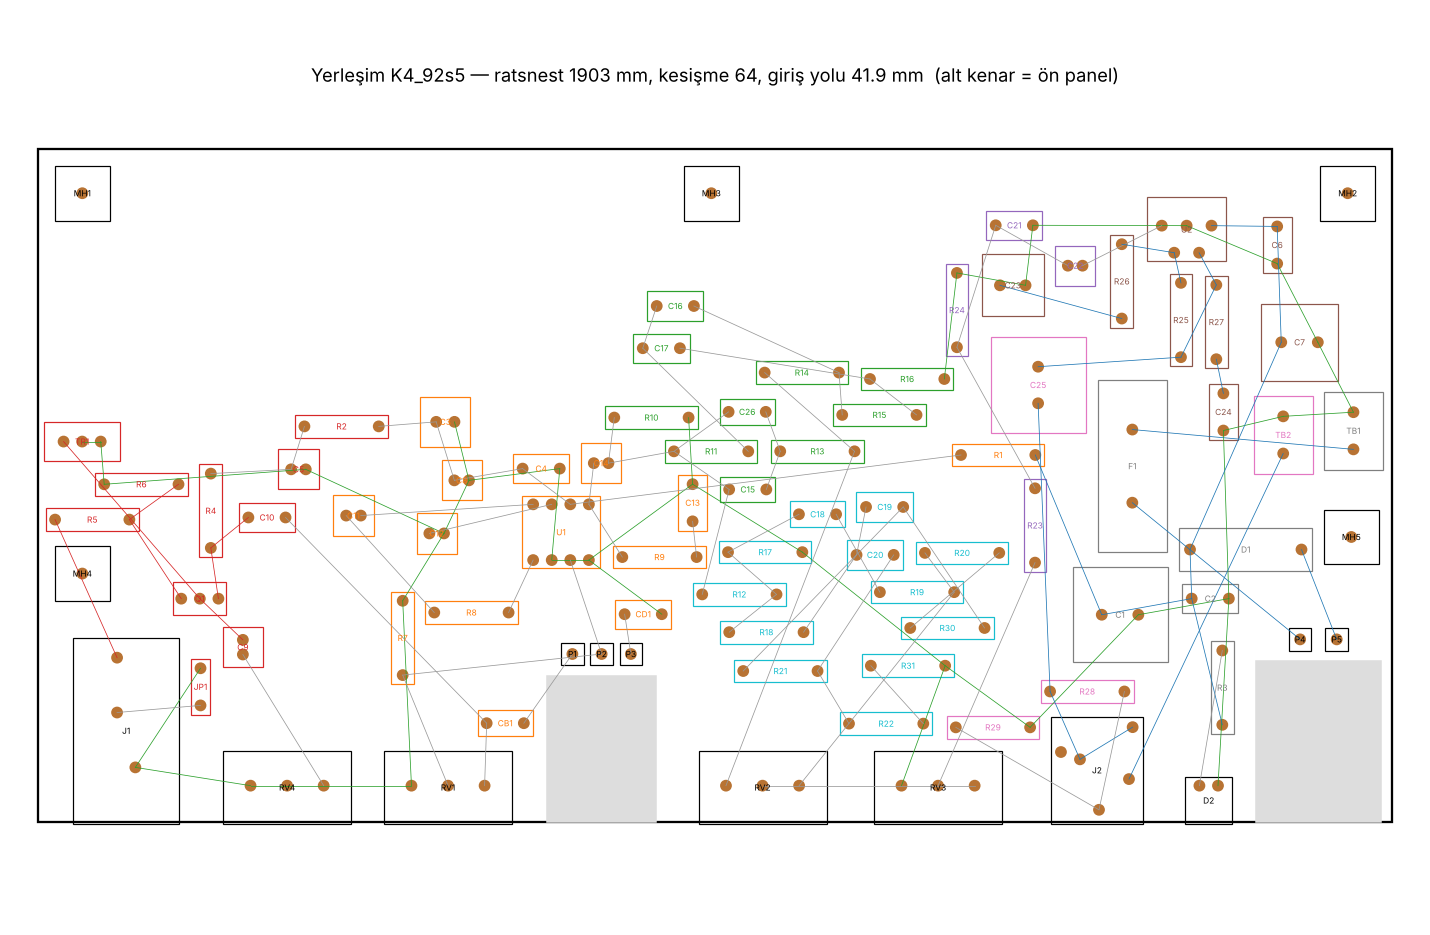 Yerleşim K4_92s5 — ratsnest 1903 mm, kesişme 64, giriş yolu 41.9 mm (alt kenar = ön panel)
MH1
MH3
MH2
C21
C6
R26
C23
R24
C16
R25
R27
C7
C17
R14
R16
C25
C26
R15
R10
C24
TB2
TB1
R2
R11
R13
R1
F1
C4
R6
C15
C13
R4
C10
C18
C19
R5
U1
R23
MH5
R9
R17
C20
R20
D1
MH4
R12
R19
C2
R8
CD1
C1
R18
R30
R7
P1
P2
P3
P4
P5
C9
R31
R21
JP1
R3
R28
CB1
R22
R29
J1
J2
RV4
RV1
RV2
RV3
D2